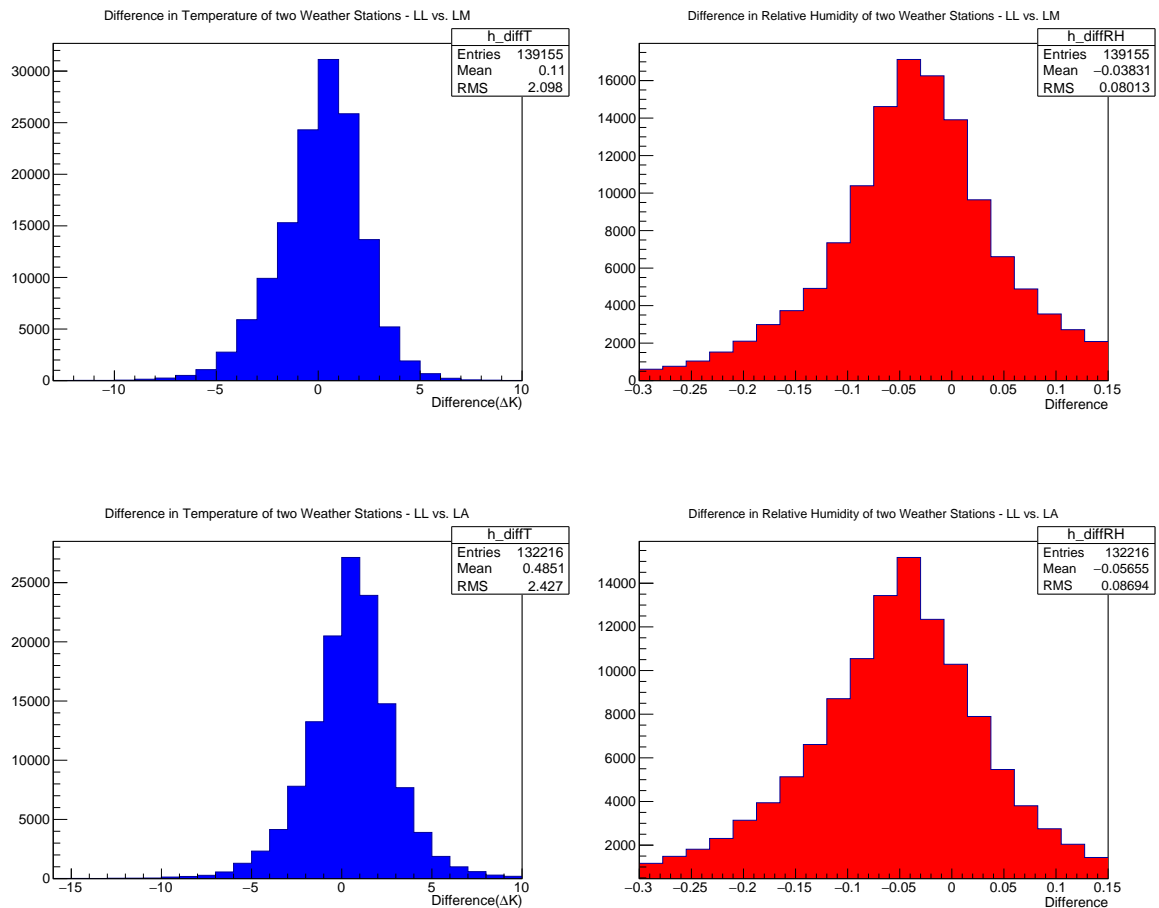 Difference in Temperature of two Weather Stations - LL vs. LM
h_diffT
Entries 139155
Mean 0.11
RMS 2.098
30000
25000
20000
15000
10000
5000
0
−10 −5 0 5 10
Difference(ΔK)
Difference in Relative Humidity of two Weather Stations - LL vs. LM
h_diffRH
Entries 139155
Mean −0.03831
RMS 0.08013
16000
14000
12000
10000
8000
6000
4000
2000
0
−0.3 −0.25 −0.2 −0.15 −0.1 −0.05 0 0.05 0.1 0.15
Difference
Difference in Temperature of two Weather Stations - LL vs. LA
h_diffT
Entries 132216
Mean 0.4851
RMS 2.427
25000
20000
15000
10000
5000
0
−15 −10 −5 0 5 10
Difference(ΔK)
Difference in Relative Humidity of two Weather Stations - LL vs. LA
h_diffRH
Entries 132216
Mean −0.05655
RMS 0.08694
14000
12000
10000
8000
6000
4000
2000
−0.3 −0.25 −0.2 −0.15 −0.1 −0.05 0 0.05 0.1 0.15
Difference